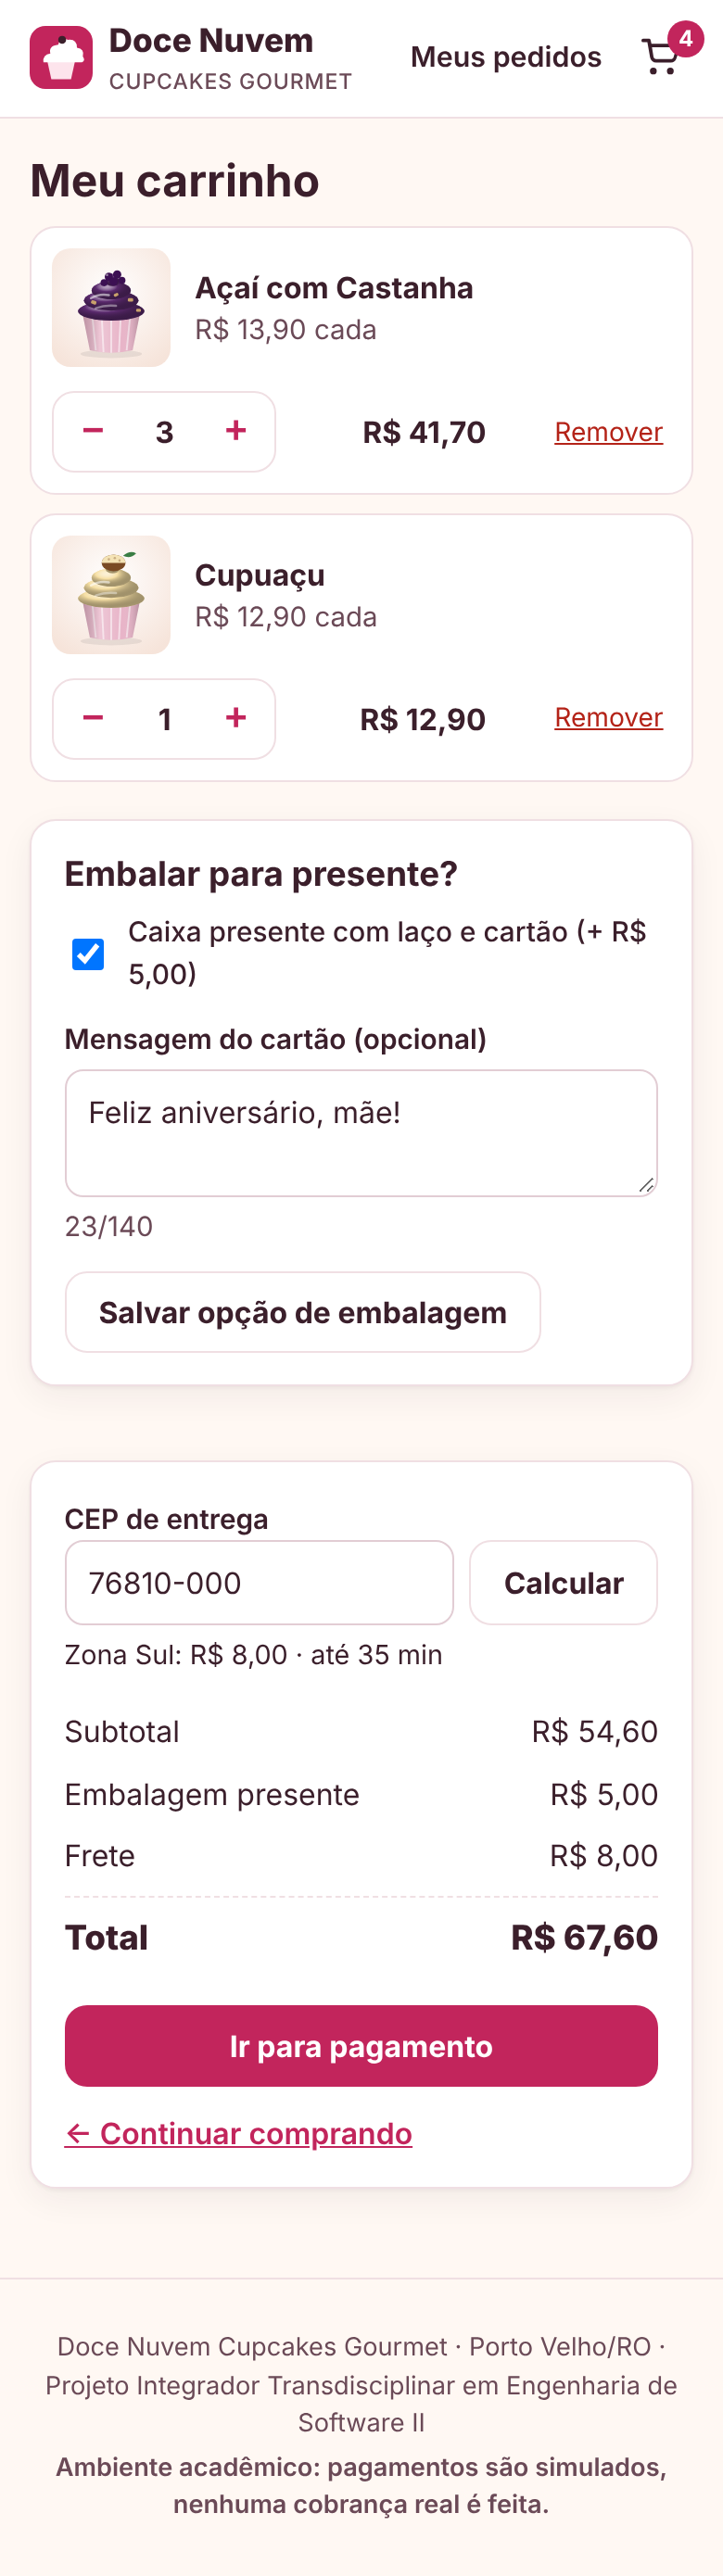 Doce Nuvem
CUPCAKES GOURMET
Meus pedidos
4
Meu carrinho
Açaí com Castanha
R$ 13,90 cada
− 3 + R$ 41,70 Remover
Cupuaçu
R$ 12,90 cada
− 1 + R$ 12,90 Remover
Embalar para presente?
Caixa presente com laço e cartão (+ R$
5,00)
Mensagem do cartão (opcional)
Feliz aniversário, mãe!
23/140
Salvar opção de embalagem
CEP de entrega
76810-000 Calcular
Zona Sul: R$ 8,00 · até 35 min
Subtotal R$ 54,60
Embalagem presente R$ 5,00
Frete R$ 8,00
Total R$ 67,60
Ir para pagamento
← Continuar comprando
Doce Nuvem Cupcakes Gourmet · Porto Velho/RO ·
Projeto Integrador Transdisciplinar em Engenharia de
Software II
Ambiente acadêmico: pagamentos são simulados,
nenhuma cobrança real é feita.